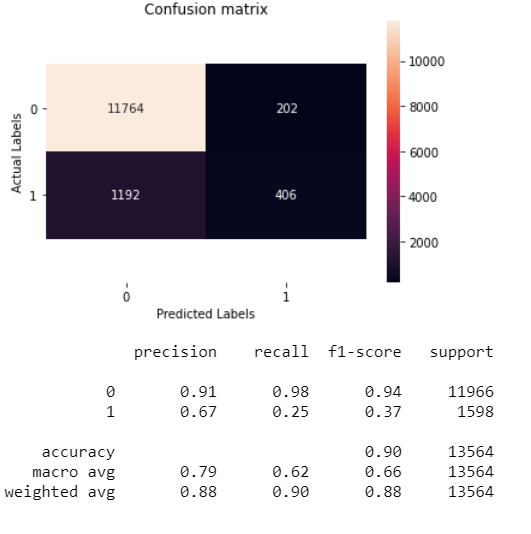 Confusion matrix
10000
0 11764 202
8000
Actual Labels
6000
1 1192 406
4000
2000
0 1
Predicted Labels
precision recall f1-score support
0 0.91 0.98 0.94 11966
1 0.67 0.25 0.37 1598
accuracy 0.90 13564
macro avg 0.79 0.62 0.66 13564
weighted avg 0.88 0.90 0.88 13564